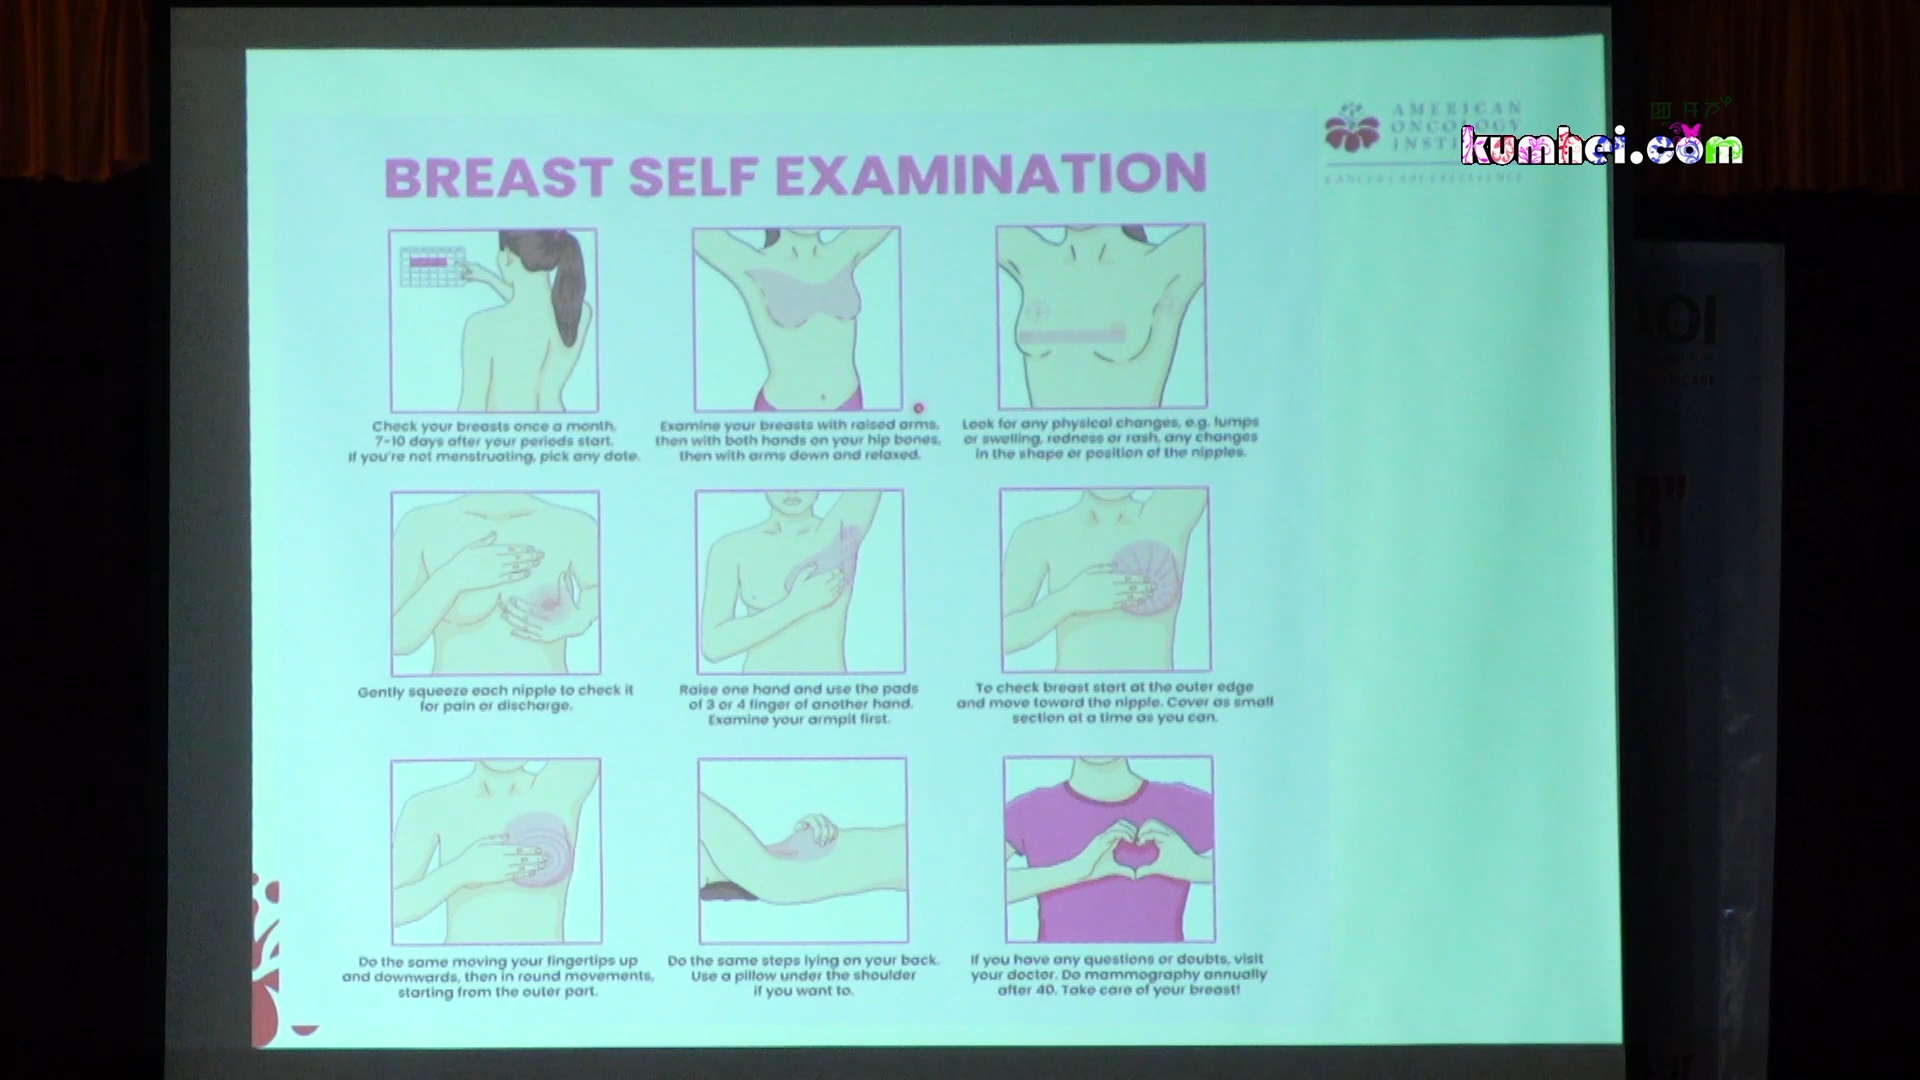 AMERICAN
ONCOLOGY
kumhei.com
BREAST SELF EXAMINATION
Check your breasts once a month,
7-10 days after your periods start.
If you're not menstruating, pick any date.
Examine your breasts with raised arms,
then with both hands on your hip bones,
then with arms down and relaxed.
Look for any physical changes, e.g. lumps
or swelling, redness or rash, any changes
in the shape or position of the nipples.
Gently squeeze each nipple to check it
for pain or discharge.
Raise one hand and use the pads
of 3 or 4 finger of another hand.
Examine your armpit first.
To check breast start at the outer edge
and move toward the nipple. Cover as small
section at a time as you can.
Do the same moving your fingertips up
and downwards, then in round movements,
starting from the outer part.
Do the same steps lying on your back.
Use a pillow under the shoulder
if you want to.
If you have any questions or doubts, visit
your doctor. Do mammography annually
after 40. Take care of your breast!
AOI